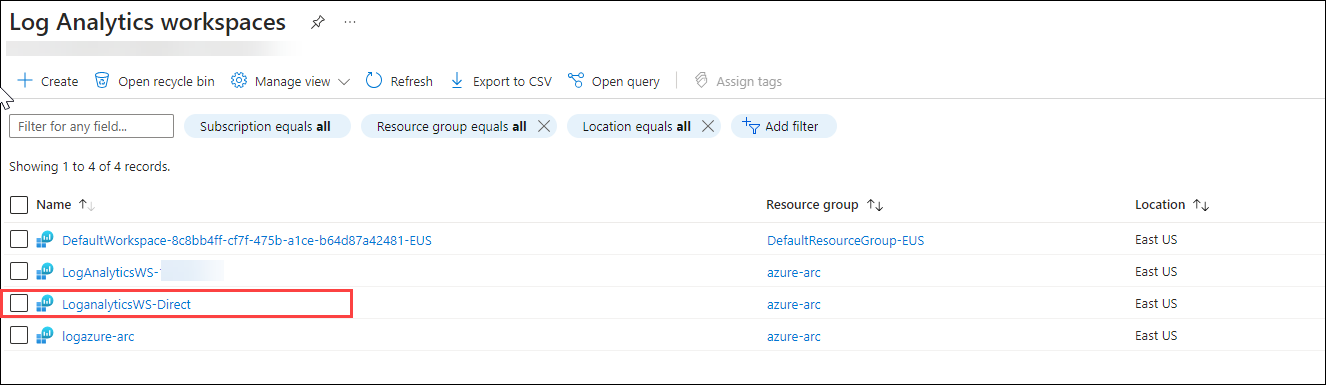 Log Analytics workspaces ...
Create Open recycle bin Manage view Refresh Export to CSV Open query Assign tags
Filter for any field... Subscription equals all Resource group equals all Location equals all Add filter
Showing 1 to 4 of 4 records.
Name Resource group Location
DefaultWorkspace-8c8bb4ff-cf7f-475b-a1ce-b64d87a42481-EUS DefaultResourceGroup-EUS East US
LogAnalyticsWS- azure-arc East US
LoganalyticsWS-Direct azure-arc East US
logazure-arc azure-arc East US